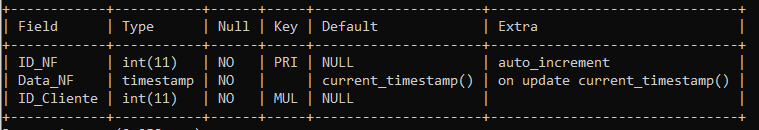 +------------+-----------+------+-----+---------------------+-------------------------------+
| Field      | Type      | Null | Key | Default             | Extra                         |
+------------+-----------+------+-----+---------------------+-------------------------------+
| ID_NF      | int(11)   | NO   | PRI | NULL                | auto_increment                |
| Data_NF    | timestamp | NO   |     | current_timestamp() | on update current_timestamp() |
| ID_Cliente | int(11)   | NO   | MUL | NULL                |                               |
+------------+-----------+------+-----+---------------------+-------------------------------+